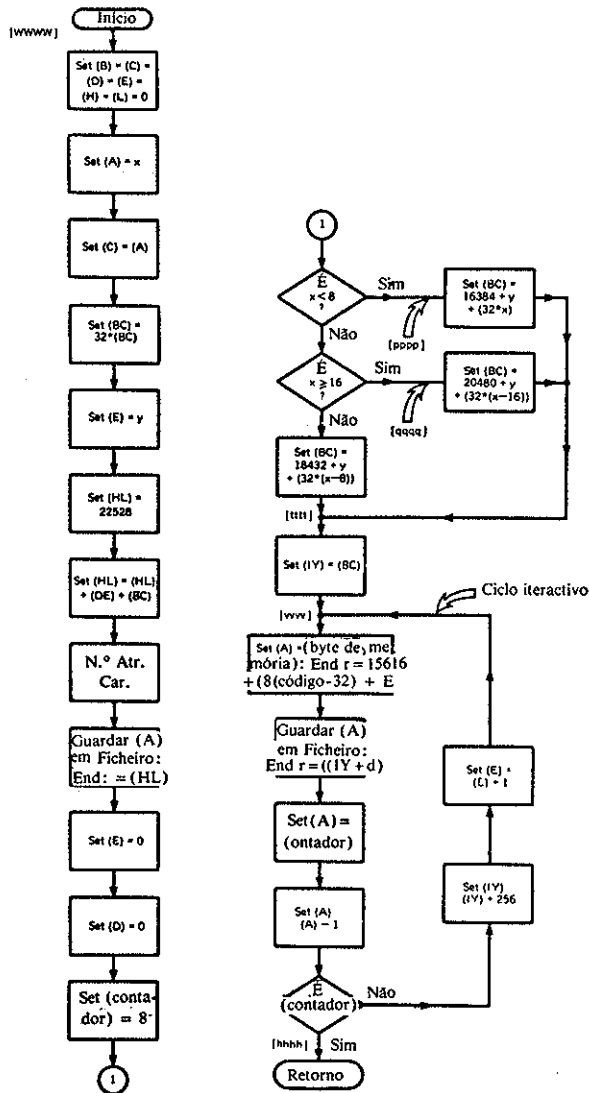 Início
[wwww]
Set (B) = (C) =
(D) = (E) =
(H) = (L) = 0
Set (A) = x
Set (C) = (A)
Set (BC) =
32*(BC)
Set (E) = y
Set (HL) =
22528
Set (HL) = (HL)
+ (DE) + (BC)
N.º Atr.
Car.
Guardar (A)
em Ficheiro:
End: = (HL)
Set (E) = 0
Set (D) = 0
Set (conta-
dor) = 8
1
1
É
x < 8
?
Sim
[pppp]
Set (BC) =
16384 + y
+ (32*x)
Não
É
x ≥ 16
?
Sim
[qqqq]
Set (BC) =
20480 + y
+ (32*(x—16))
Não
Set (BC) =
18432 + y
+ (32*(x—8))
[tttt]
Set (IY) = (BC)
Ciclo iteractivo
[vvvv]
Set (A) = (byte de, me
mória): End r = 15616
+ (8(código-32) + E
Guardar (A)
em Ficheiro:
End r = ((IY + d)
Set (E) =
(L) + 1
Set (A) =
(ontador)
Set (IY)
(IY) + 256
Set (A)
(A) — 1
É
(contador)
Não
[hhhh]
Sim
Retorno